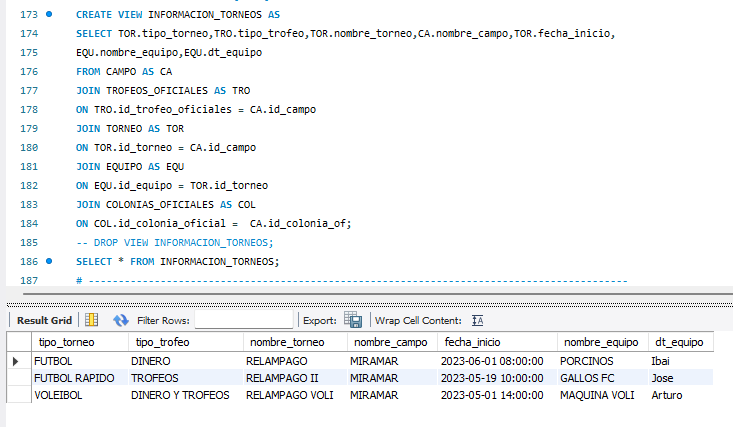 173 CREATE VIEW INFORMACION_TORNEOS AS
174 SELECT TOR.tipo_torneo,TRO.tipo_trofeo,TOR.nombre_torneo,CA.nombre_campo,TOR.fecha_inicio,
175 EQU.nombre_equipo,EQU.dt_equipo
176 FROM CAMPO AS CA
177 JOIN TROFEOS_OFICIALES AS TRO
178 ON TRO.id_trofeo_oficiales = CA.id_campo
179 JOIN TORNEO AS TOR
180 ON TOR.id_torneo = CA.id_campo
181 JOIN EQUIPO AS EQU
182 ON EQU.id_equipo = TOR.id_torneo
183 JOIN COLONIAS_OFICIALES AS COL
184 ON COL.id_colonia_oficial =  CA.id_colonia_of;
185 -- DROP VIEW INFORMACION_TORNEOS;
186 SELECT * FROM INFORMACION_TORNEOS;
187 # -----------------------------------------------------------------------------------
Result Grid Filter Rows: Export: Wrap Cell Content: IA
tipo_torneo tipo_trofeo nombre_torneo nombre_campo fecha_inicio nombre_equipo dt_equipo
FUTBOL DINERO RELAMPAGO MIRAMAR 2023-06-01 08:00:00 PORCINOS Ibai
FUTBOL RAPIDO TROFEOS RELAMPAGO II MIRAMAR 2023-05-19 10:00:00 GALLOS FC Jose
VOLEIBOL DINERO Y TROFEOS RELAMPAGO VOLI MIRAMAR 2023-05-01 14:00:00 MAQUINA VOLI Arturo